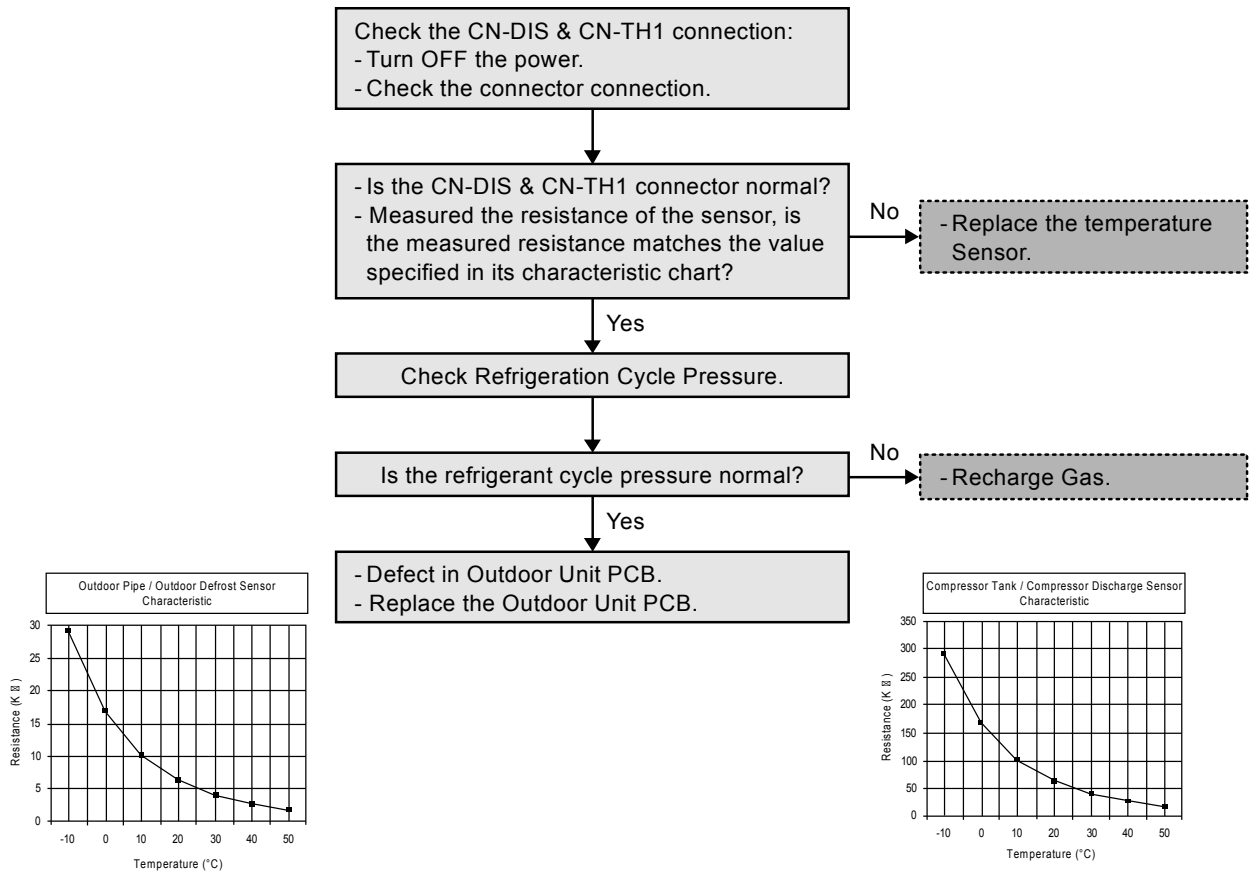 Check the CN-DIS & CN-TH1 connection:
- Turn OFF the power.
- Check the connector connection.
- Is the CN-DIS & CN-TH1 connector normal?
- Measured the resistance of the sensor, is
the measured resistance matches the value
specified in its characteristic chart?
No
- Replace the temperature
Sensor.
Yes
Check Refrigeration Cycle Pressure.
Is the refrigerant cycle pressure normal?
No
- Recharge Gas.
Yes
- Defect in Outdoor Unit PCB.
- Replace the Outdoor Unit PCB.
Outdoor Pipe / Outdoor Defrost Sensor
Characteristic
30
25
20
15
10
5
0
Resistance (K )
-10 0 10 20 30 40 50
Temperature (°C)
Compressor Tank / Compressor Discharge Sensor
Characteristic
350
300
250
200
150
100
50
0
Resistance (K )
-10 0 10 20 30 40 50
Temperature (°C)